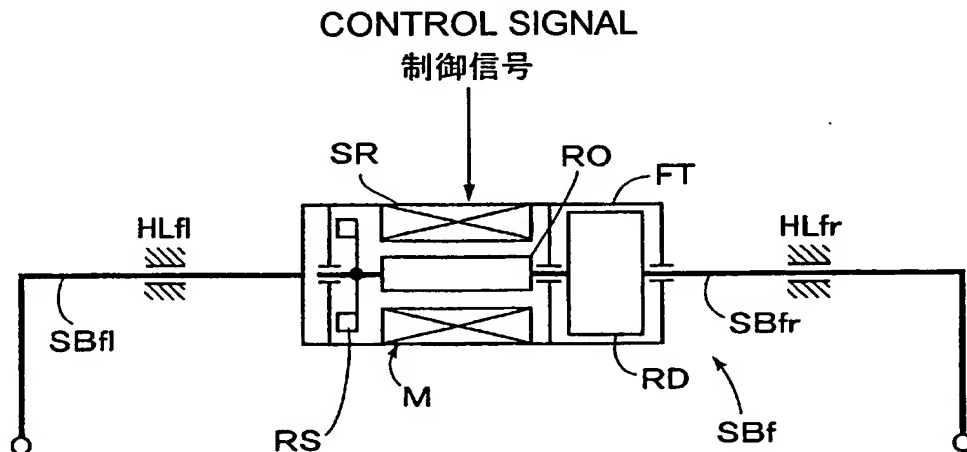 CONTROL SIGNAL
制御信号
SR
RO
FT
HLfl
HLfr
SBfl
SBfr
M
RD
RS
SBf